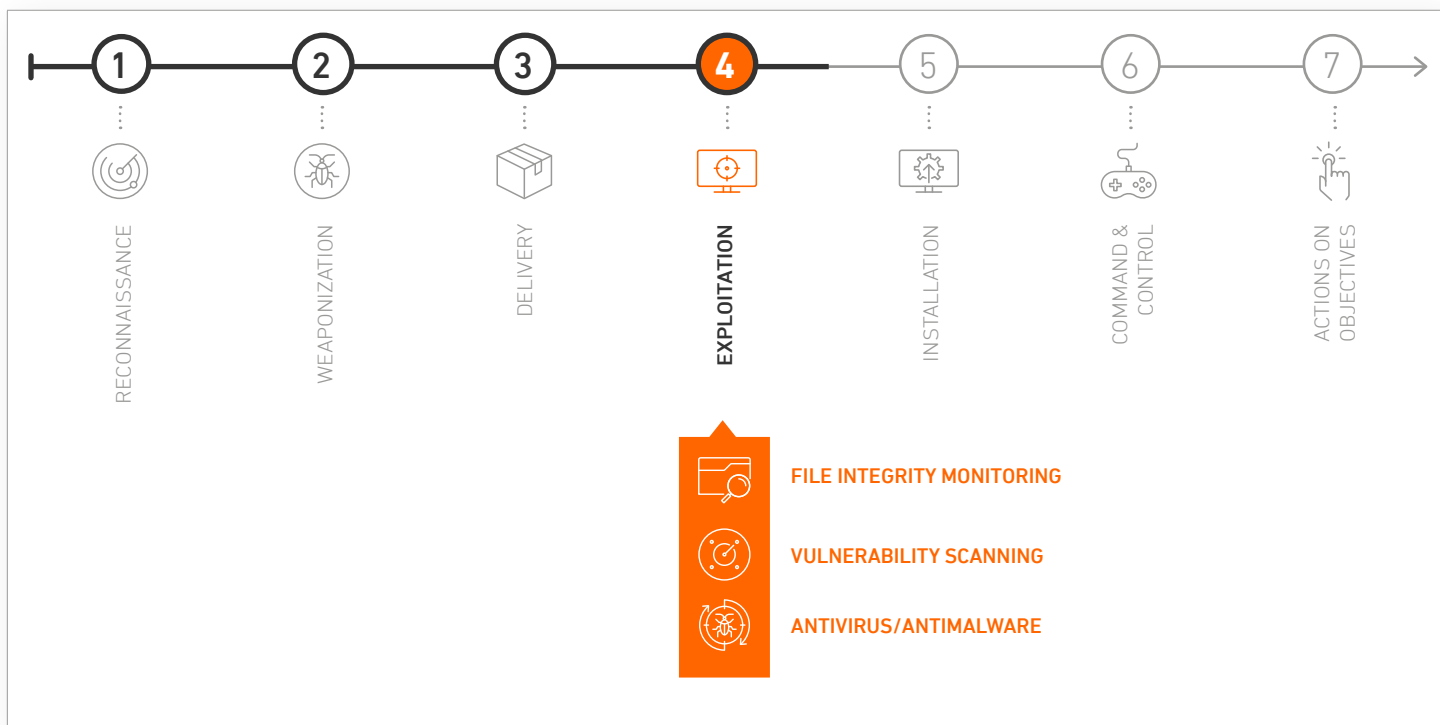 1
2
3
4
5
6
7
RECONNAISSANCE
WEAPONIZATION
DELIVERY
EXPLOITATION
INSTALLATION
COMMAND &
CONTROL
ACTIONS ON
OBJECTIVES
FILE INTEGRITY MONITORING
VULNERABILITY SCANNING
ANTIVIRUS/ANTIMALWARE